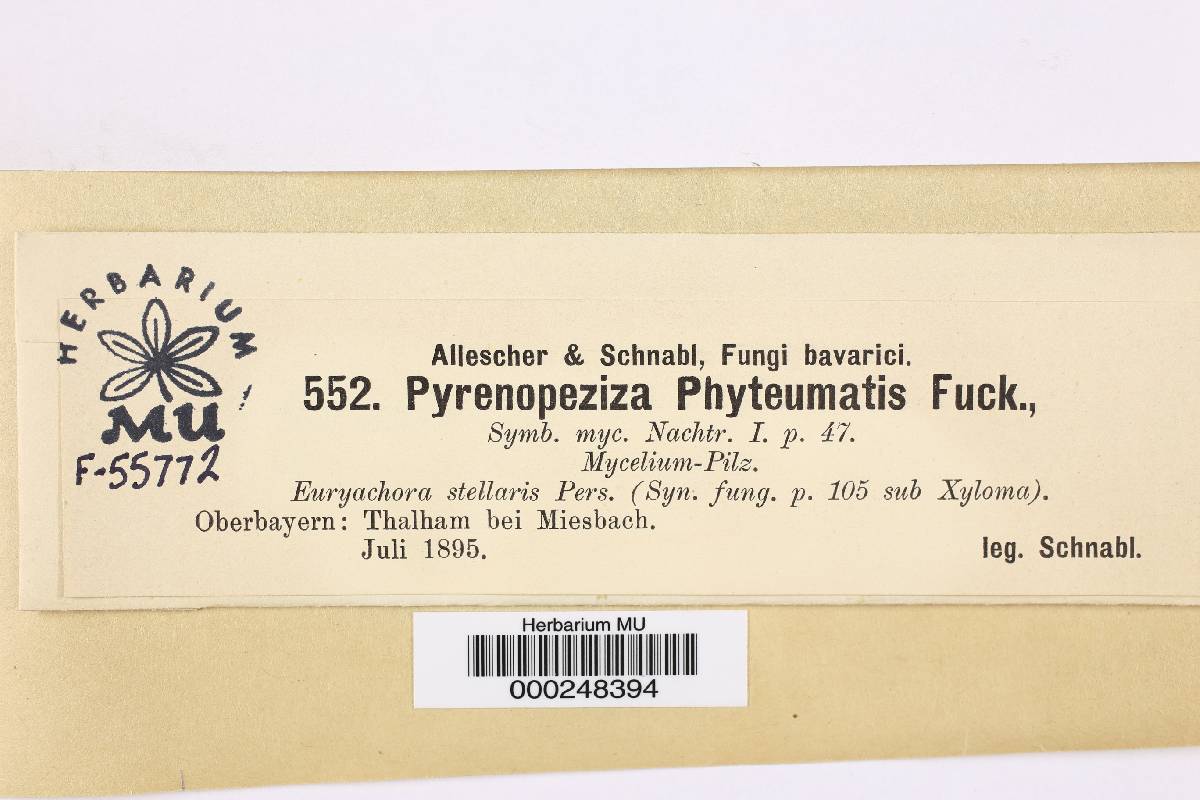 HERBARIUM
MU
F-55772
Allescher & Schnabl, Fungi bavarici.
552. Pyrenopeziza Phyteumatis Fuck.,
Symb. myc. Nachtr. I. p. 47.
Mycelium-Pilz.
Euryachora stellaris Pers. (Syn. fung. p. 105 sub Xyloma).
Oberbayern: Thalham bei Miesbach.
Juli 1895.
leg. Schnabl.
Herbarium MU
000248394